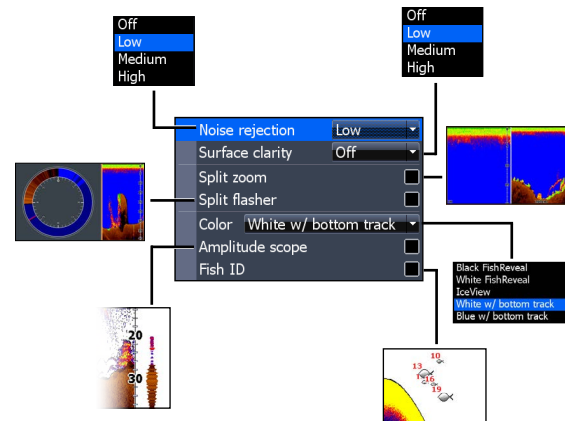 Off
Low
Medium
High
Off
Low
Medium
High
Noise rejection Low
Surface clarity Off
Split zoom
Split flasher
Color White w/ bottom track
Amplitude scope
Fish ID
Black FishReveal
White FishReveal
IceView
White w/ bottom track
Blue w/ bottom track
20
30
10
13
16
19